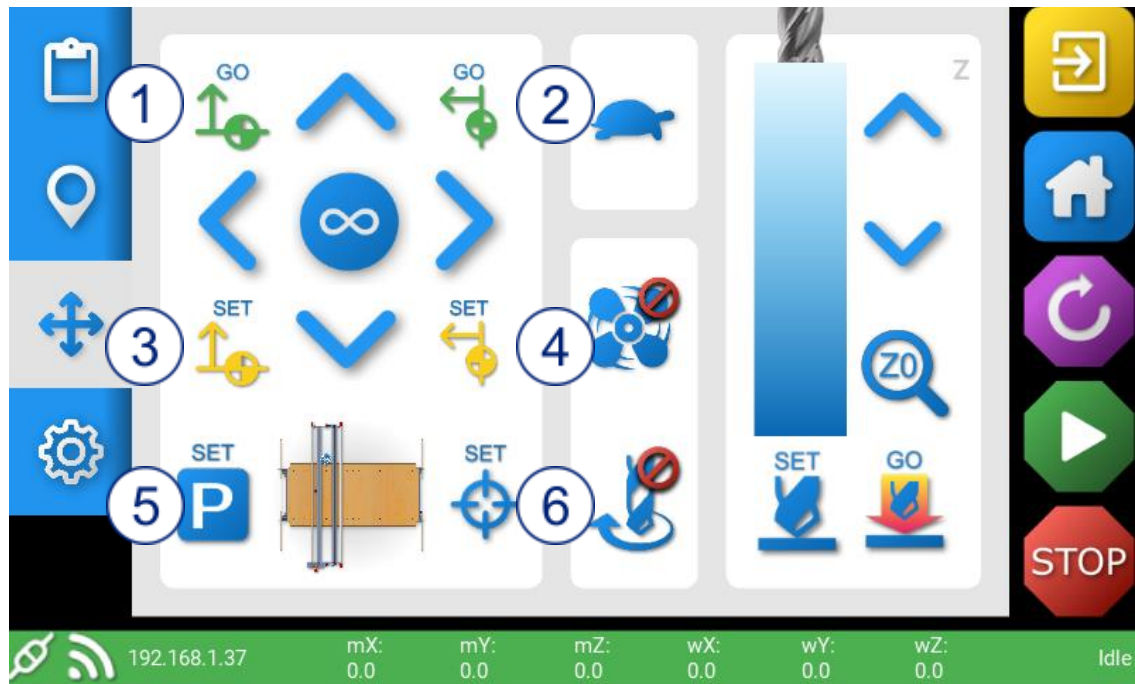 GO
GO
Z
1
2
∞
SET
SET
3
4
Z0
SET
SET
SET
GO
5
P
6
STOP
192.168.1.37
mX: mY: mZ: wX: wY: wZ:
0.0 0.0 0.0 0.0 0.0 0.0
Idle